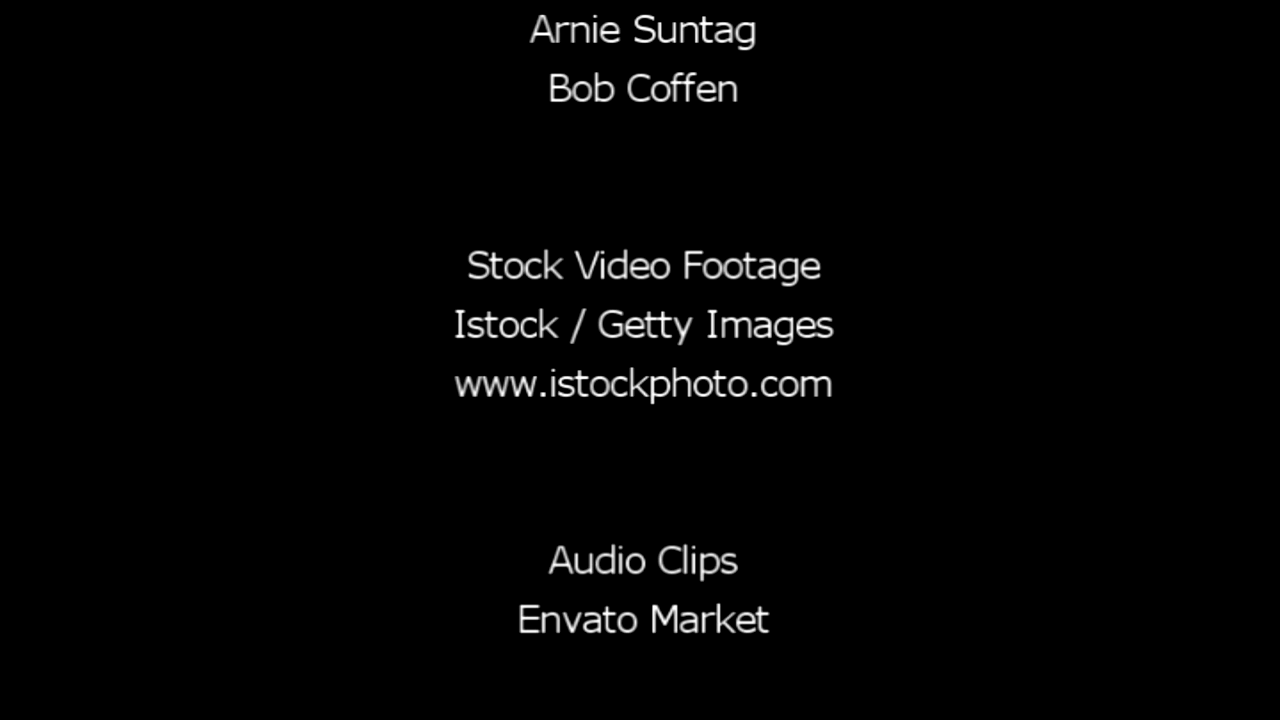 Arnie Suntag
Bob Coffen
Stock Video Footage
Istock / Getty Images
www.istockphoto.com
Audio Clips
Envato Market